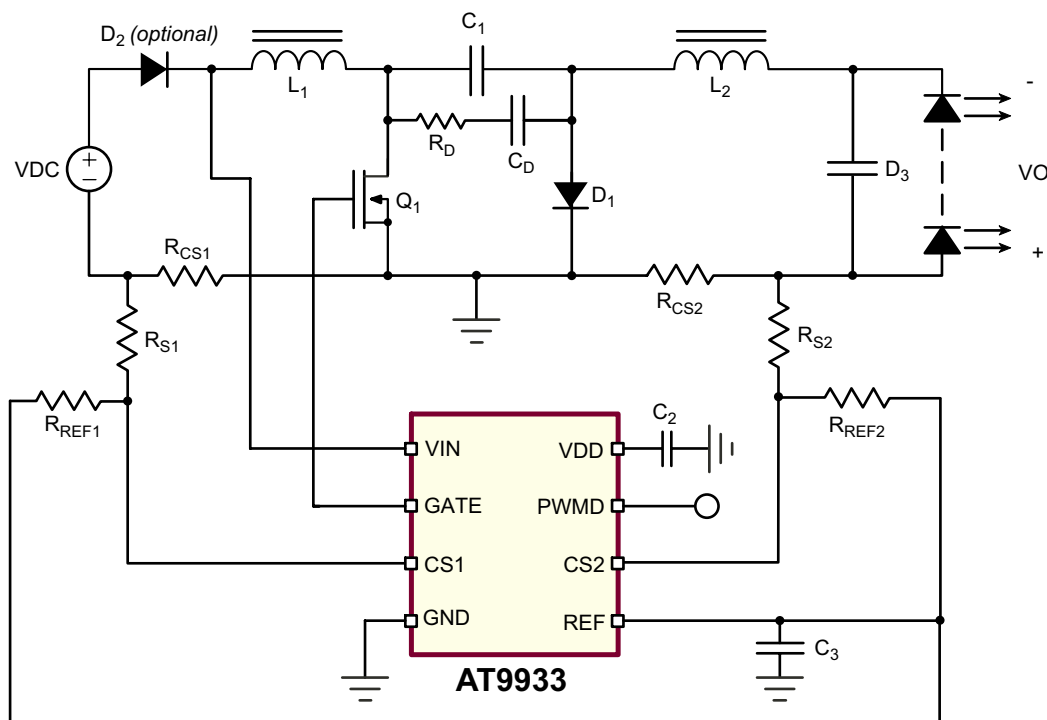 D2 (optional)
C1
L1
L2
RD
CD
-
VDC
+
−
Q1
D1
D3
VO
+
RCS1
RCS2
RS1
RS2
RREF1
RREF2
C2
VIN
VDD
GATE
PWMD
CS1
CS2
GND
REF
C3
AT9933